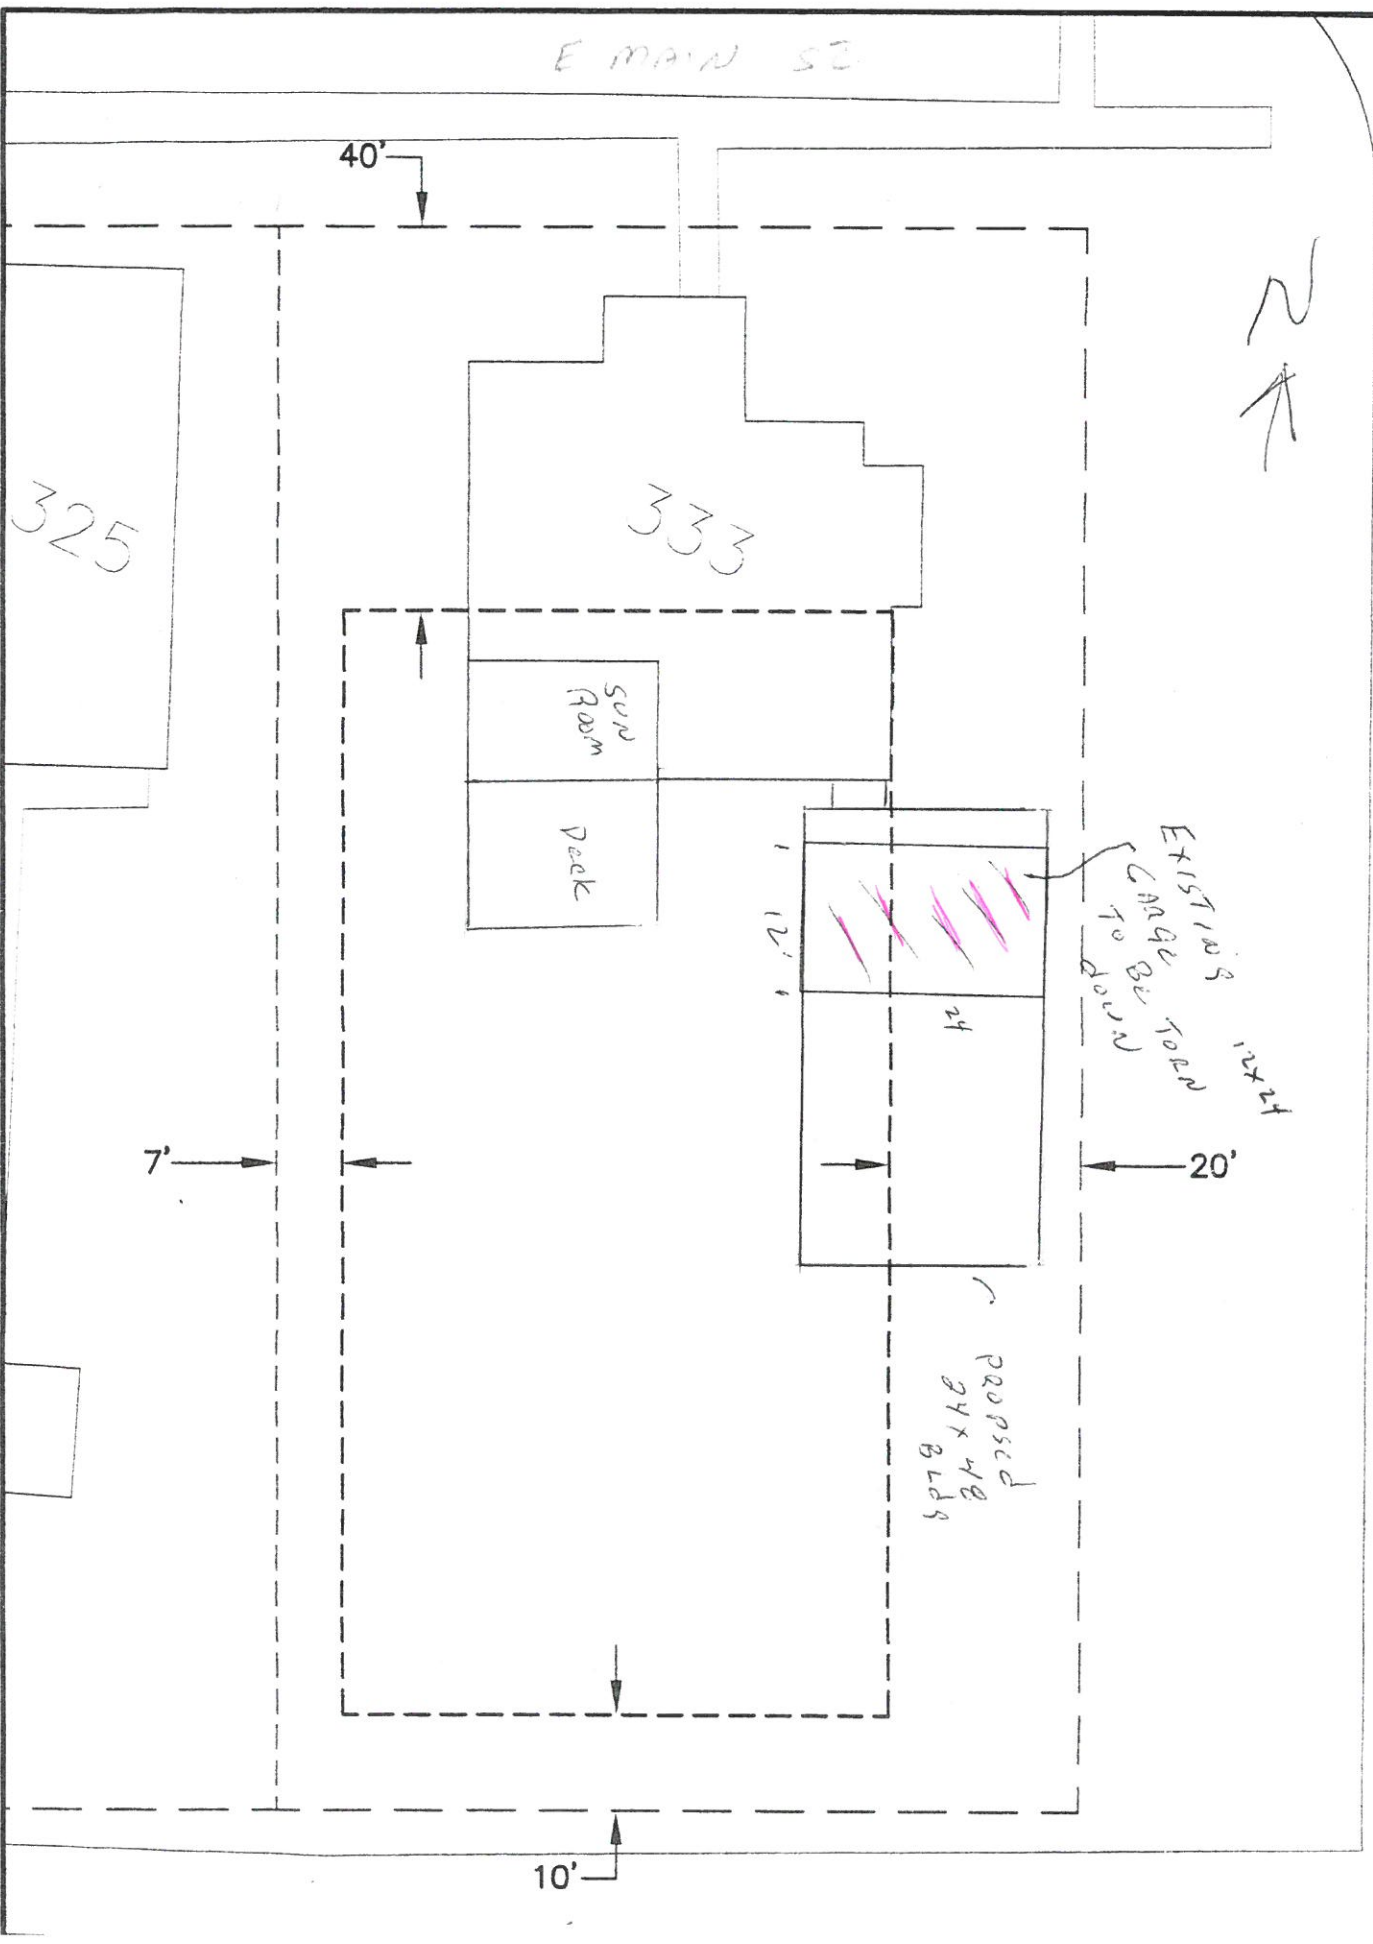 E MAIN ST
40'
N
325
333
SUN
ROOM
Deck
EXISTING
GARAGE
TO BE TORN
down
12x24
12'
24
7'
20'
PROPSED
24 x 48
BLdg
10'